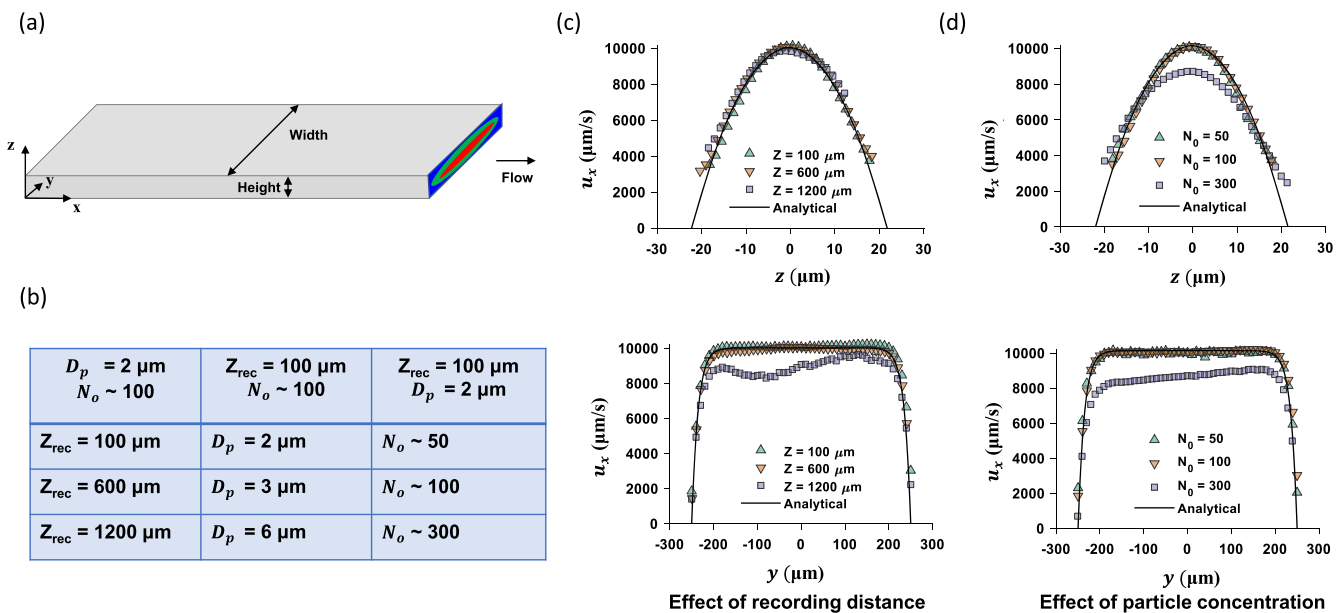 (a)
Width
Height
z
y
x
Flow
(b)
D_p = 2 µm
N_o ~ 100
Z_rec = 100 µm
N_o ~ 100
Z_rec = 100 µm
D_p = 2 µm
Z_rec = 100 µm
D_p = 2 µm
N_o ~ 50
Z_rec = 600 µm
D_p = 3 µm
N_o ~ 100
Z_rec = 1200 µm
D_p = 6 µm
N_o ~ 300
(c)
u_x (µm/s)
10000
8000
6000
4000
2000
0
Z = 100 µm
Z = 600 µm
Z = 1200 µm
Analytical
-30 -20 -10 0 10 20 30
z (µm)
u_x (µm/s)
10000
8000
6000
4000
2000
0
Z = 100 µm
Z = 600 µm
Z = 1200 µm
Analytical
-300 -200 -100 0 100 200 300
y (µm)
Effect of recording distance
(d)
u_x (µm/s)
10000
8000
6000
4000
2000
0
N_0 = 50
N_0 = 100
N_0 = 300
Analytical
-30 -20 -10 0 10 20 30
z (µm)
u_x (µm/s)
10000
8000
6000
4000
2000
0
N_0 = 50
N_0 = 100
N_0 = 300
Analytical
-300 -200 -100 0 100 200 300
y (µm)
Effect of particle concentration